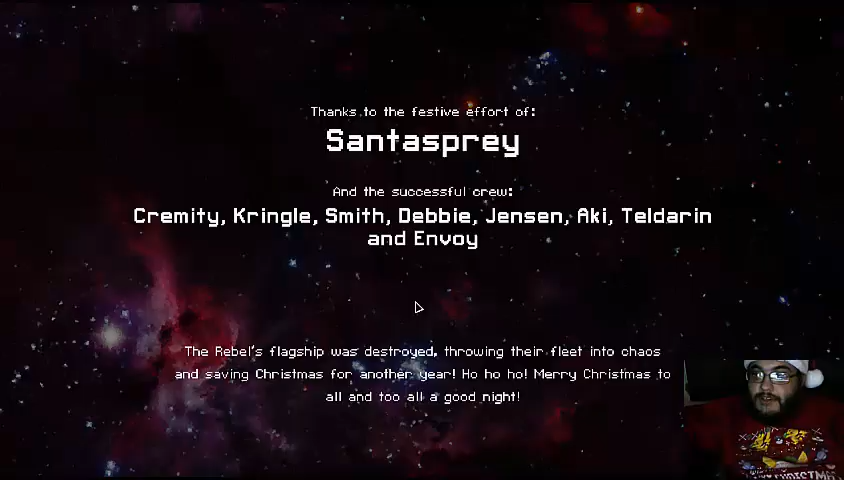 Thanks to the festive effort of:
Santasprey
And the successful crew:
Cremity, Kringle, Smith, Debbie, Jensen, Aki, Teldarin
and Envoy
The Rebel's flagship was destroyed, throwing their fleet into chaos
and saving Christmas for another year! Ho ho ho! Merry Christmas to
all and too all a good night!